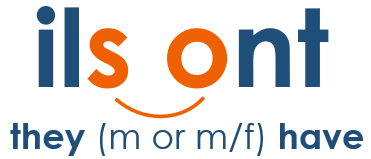 ils ont
they (m or m/f) have